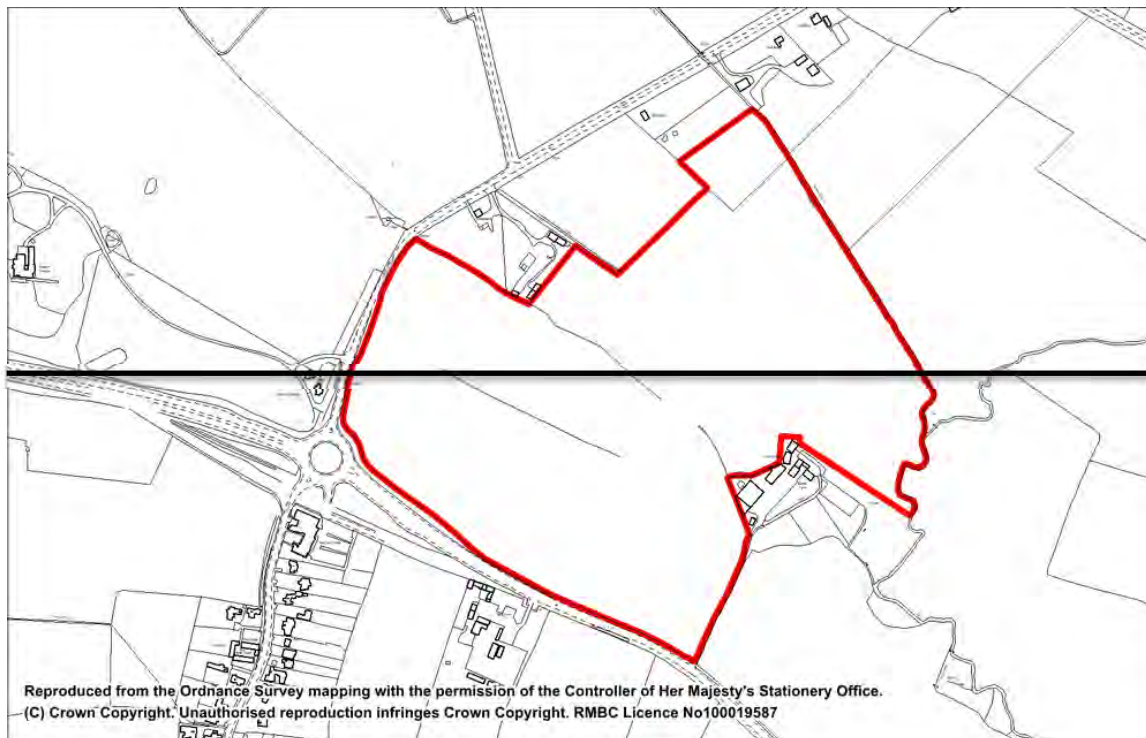 Reproduced from the Ordnance Survey mapping with the permission of the Controller of Her Majesty's Stationery Office.
(C) Crown Copyright. Unauthorised reproduction infringes Crown Copyright. RMBC Licence No100019587